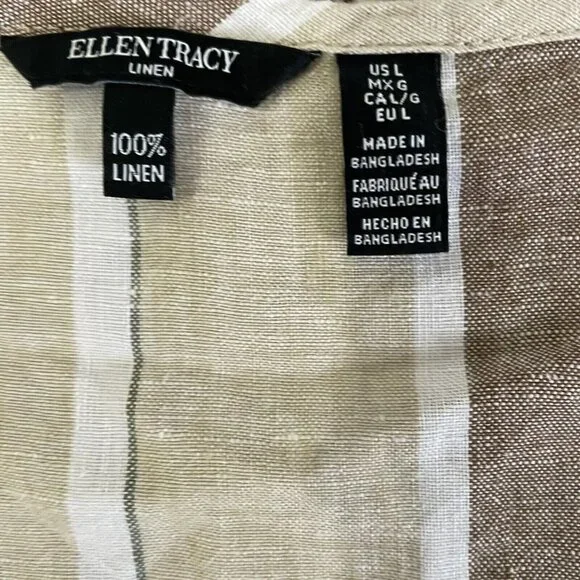 ELLEN TRACY
LINEN
100%
LINEN
US L
MX G
CA L/G
EU L
MADE IN
BANGLADESH
FABRIQUÉ AU
BANGLADESH
HECHO EN
BANGLADESH